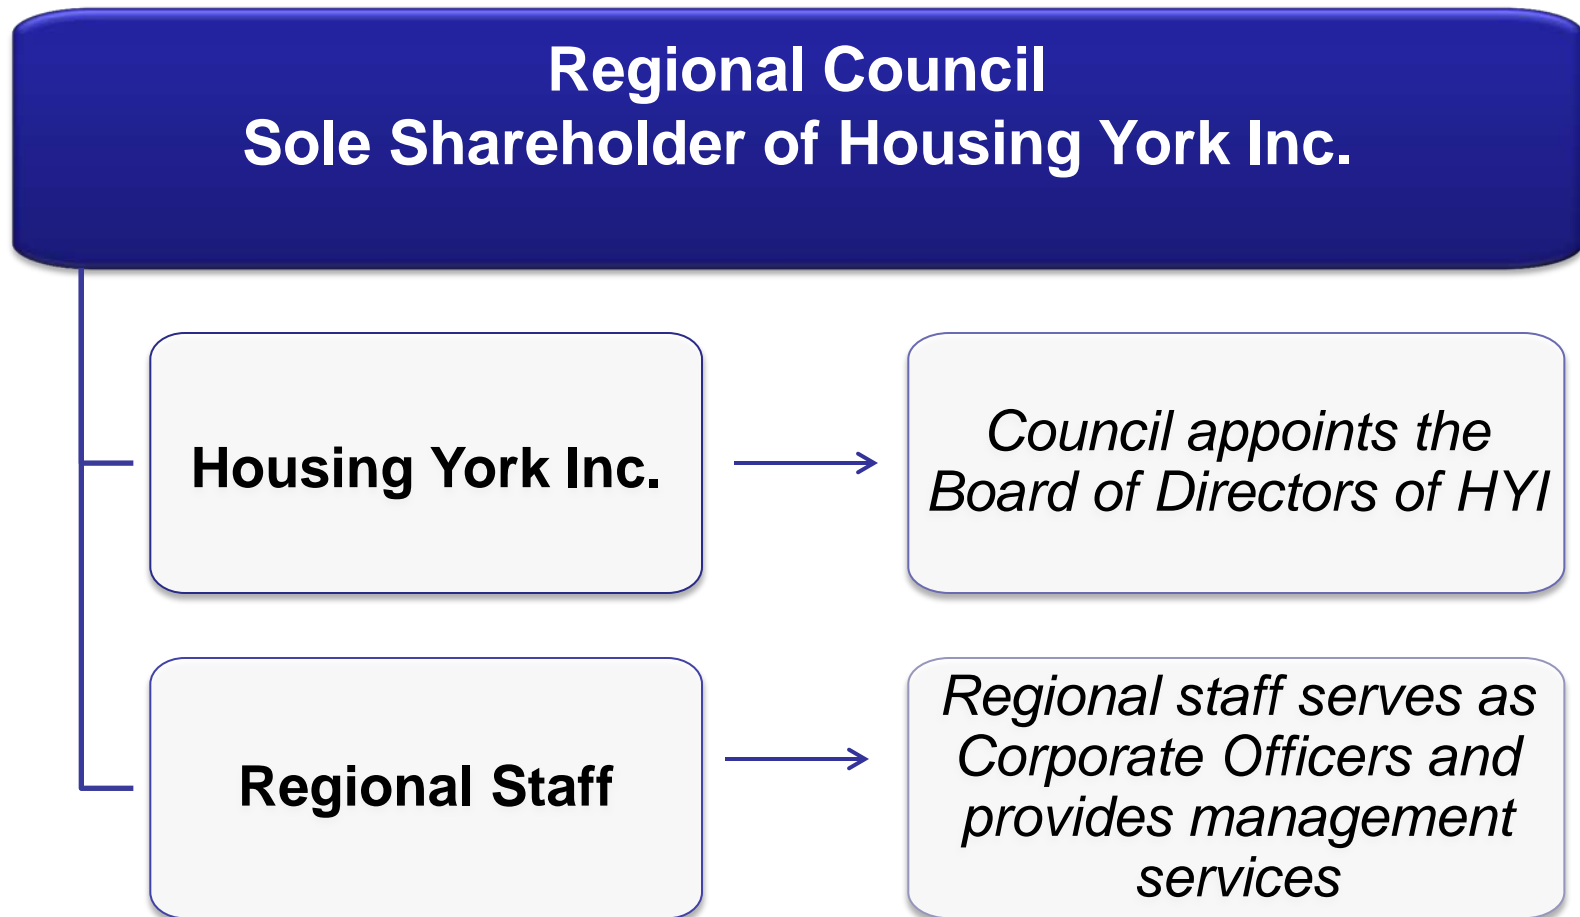 Regional Council
Sole Shareholder of Housing York Inc.
Housing York Inc.
Council appoints the
Board of Directors of HYI
Regional Staff
Regional staff serves as
Corporate Officers and
provides management
services